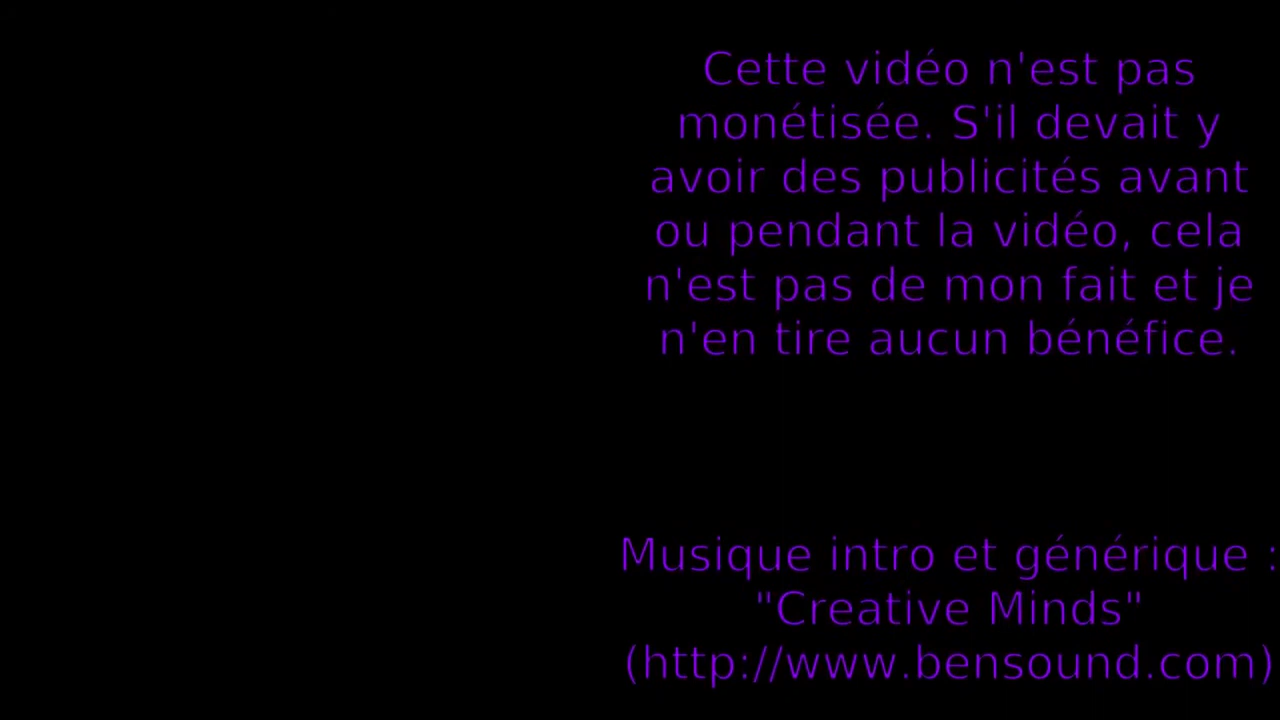 Cette vidéo n'est pas
monétisée. S'il devait y
avoir des publicités avant
ou pendant la vidéo, cela
n'est pas de mon fait et je
n'en tire aucun bénéfice.
Musique intro et générique :
"Creative Minds"
(http://www.bensound.com)